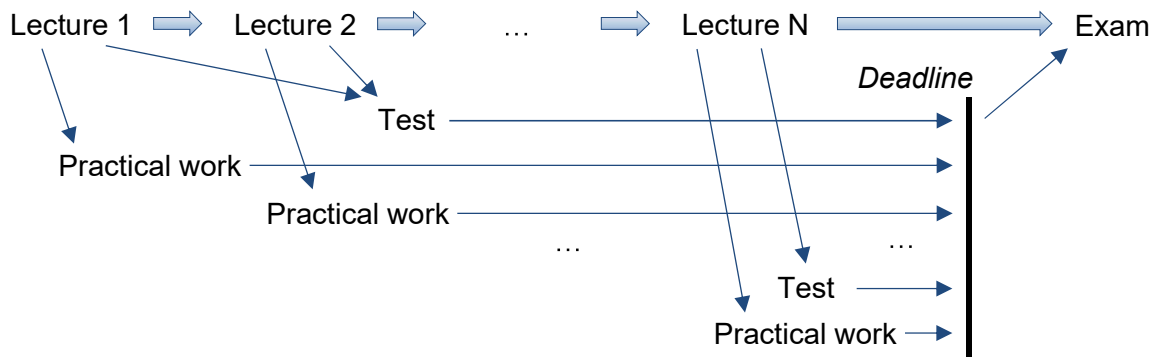 Lecture 1 Lecture 2 … Lecture N Exam
Deadline
Test
Practical work
Practical work
… …
Test
Practical work